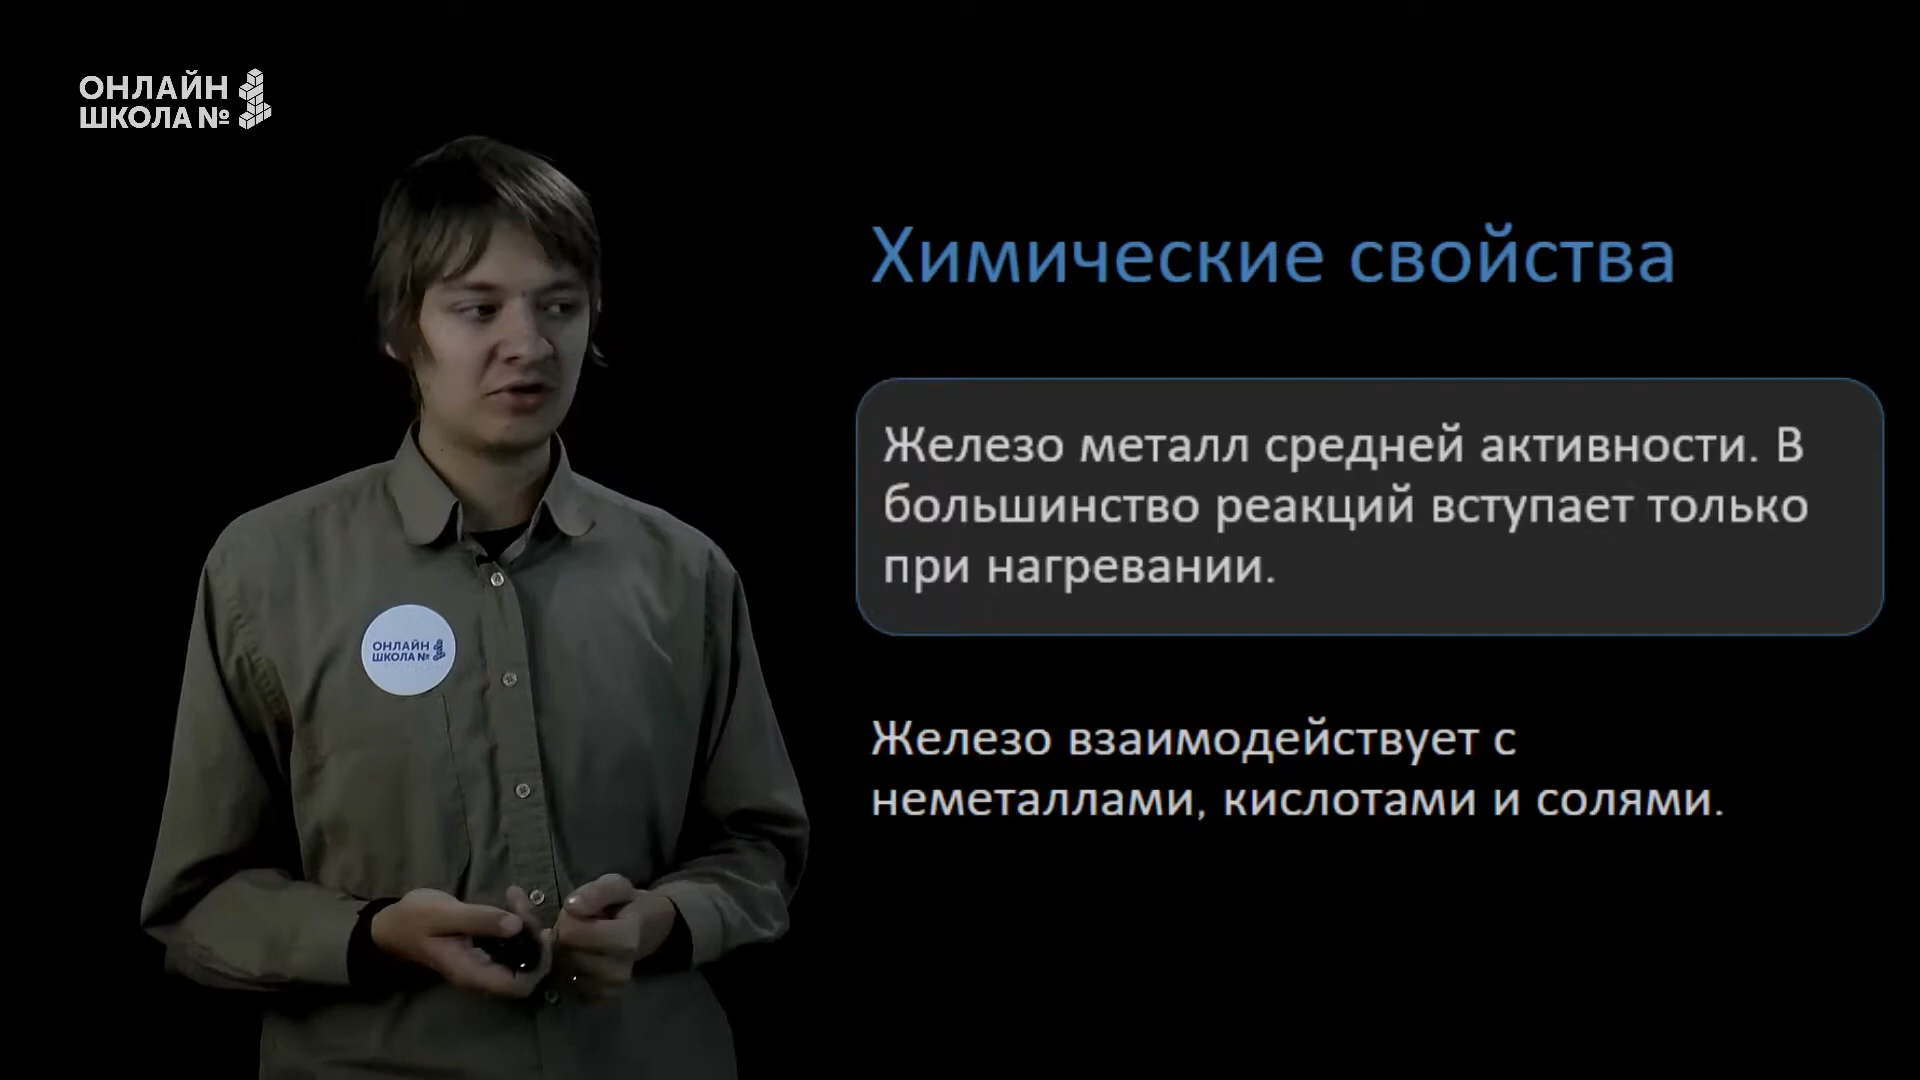 ОНЛАЙН
ШКОЛА №
Химические свойства
Железо металл средней активности. В
большинство реакций вступает только
при нагревании.
Железо взаимодействует с
неметаллами, кислотами и солями.
ОНЛАЙН
ШКОЛА №